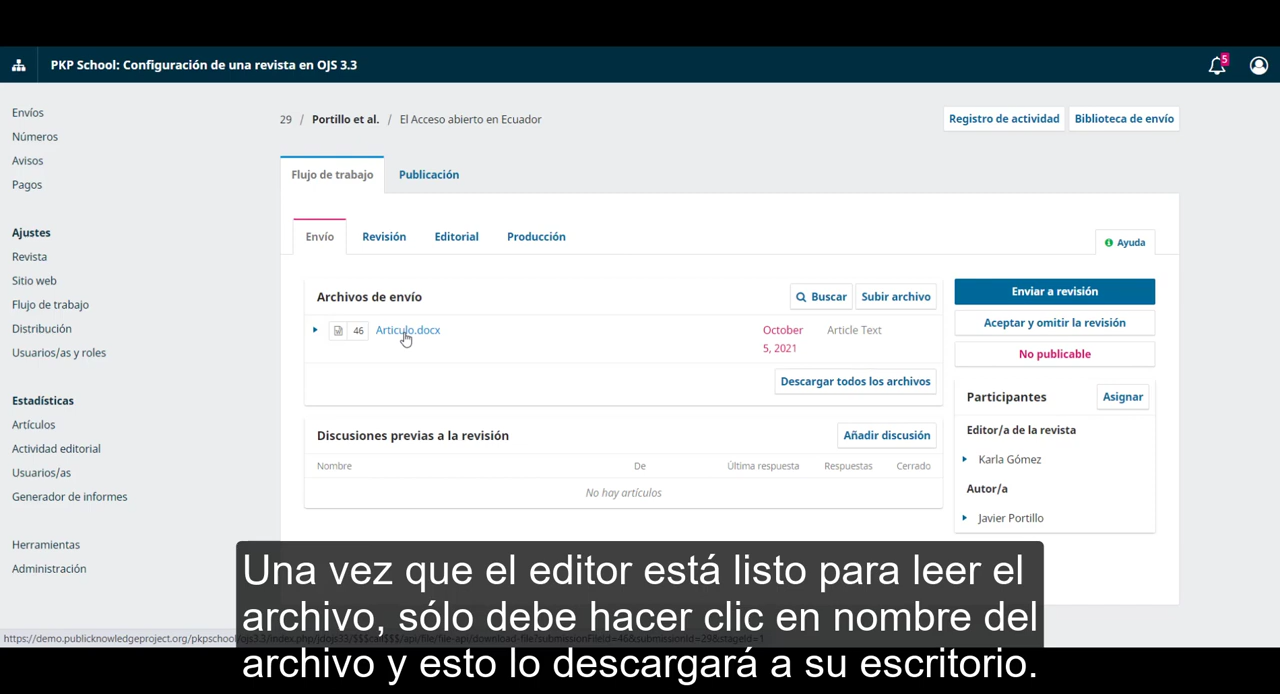 PKP School: Configuración de una revista en OJS 3.3
5
Envíos
Números
Avisos
Pagos
Ajustes
Revista
Sitio web
Flujo de trabajo
Distribución
Usuarios/as y roles
Estadísticas
Artículos
Actividad editorial
Usuarios/as
Generador de informes
Herramientas
Administración
29 / Portillo et al. / El Acceso abierto en Ecuador
Registro de actividad
Biblioteca de envío
Flujo de trabajo
Publicación
Envío
Revisión
Editorial
Producción
Ayuda
Archivos de envío
Buscar
Subir archivo
46 Articulo.docx
October
5, 2021
Article Text
Descargar todos los archivos
Discusiones previas a la revisión
Añadir discusión
Nombre De Última respuesta Respuestas Cerrado
No hay artículos
Enviar a revisión
Aceptar y omitir la revisión
No publicable
Participantes
Asignar
Editor/a de la revista
Karla Gómez
Autor/a
Javier Portillo
Una vez que el editor está listo para leer el
archivo, sólo debe hacer clic en nombre del
archivo y esto lo descargará a su escritorio.